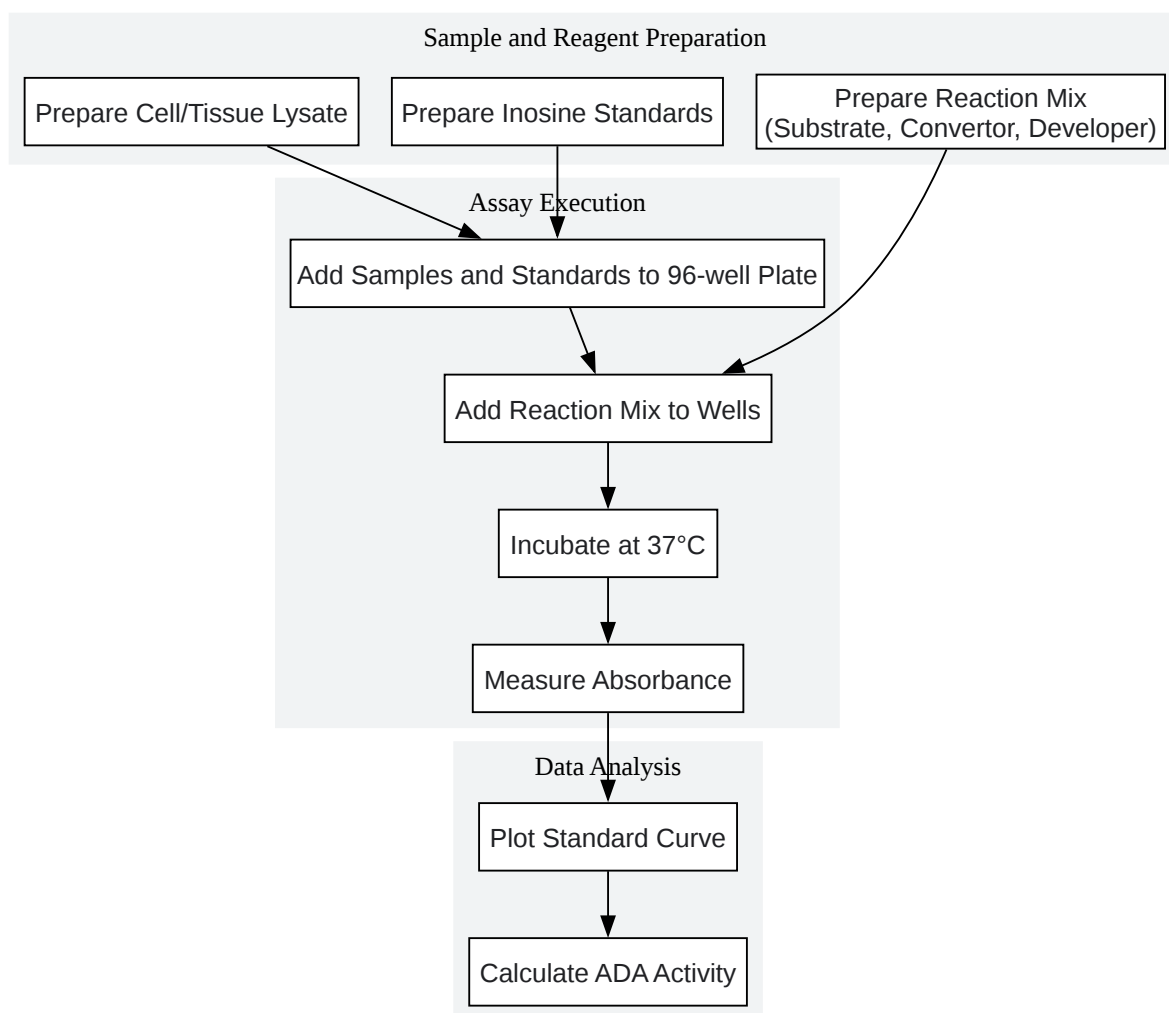 Sample and Reagent Preparation
Prepare Cell/Tissue Lysate
Prepare Inosine Standards
Prepare Reaction Mix
(Substrate, Convertor, Developer)
Assay Execution
Add Samples and Standards to 96-well Plate
Add Reaction Mix to Wells
Incubate at 37°C
Measure Absorbance
Data Analysis
Plot Standard Curve
Calculate ADA Activity